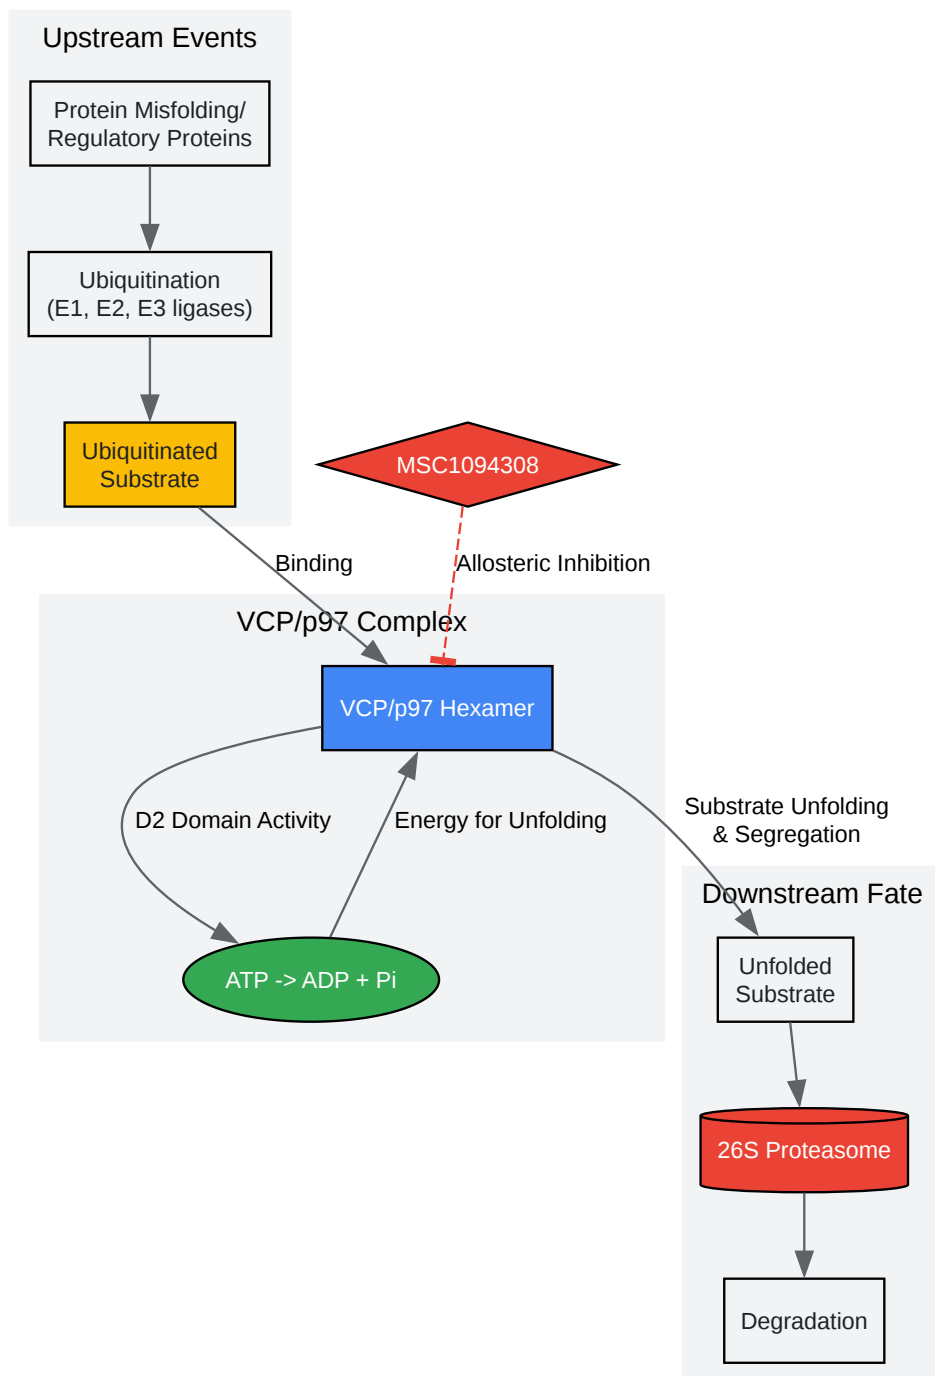 Upstream Events
Protein Misfolding/
Regulatory Proteins
Ubiquitination
(E1, E2, E3 ligases)
Ubiquitinated
Substrate
MSC1094308
Binding
Allosteric Inhibition
VCP/p97 Complex
VCP/p97 Hexamer
D2 Domain Activity
Energy for Unfolding
Substrate Unfolding
& Segregation
ATP -> ADP + Pi
Downstream Fate
Unfolded
Substrate
26S Proteasome
Degradation